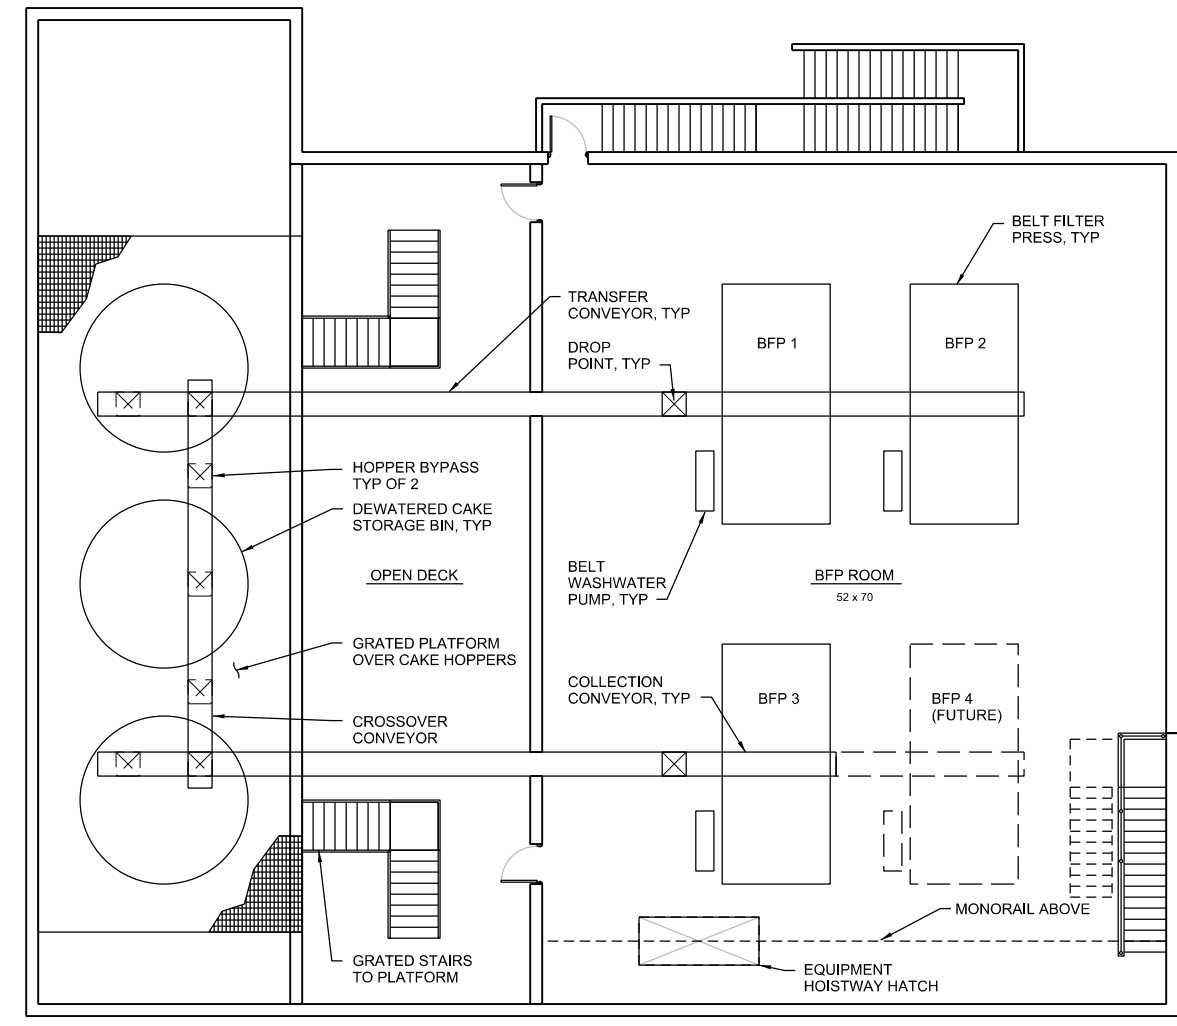 BELT FILTER
PRESS, TYP
TRANSFER
CONVEYOR, TYP
BFP 1
BFP 2
DROP
POINT, TYP
HOPPER BYPASS
TYP OF 2
DEWATERED CAKE
STORAGE BIN, TYP
OPEN DECK
BELT
WASHWATER
PUMP, TYP
BFP ROOM
52 x 70
GRATED PLATFORM
OVER CAKE HOPPERS
COLLECTION
CONVEYOR, TYP
BFP 3
BFP 4
(FUTURE)
CROSSOVER
CONVEYOR
MONORAIL ABOVE
GRATED STAIRS
TO PLATFORM
EQUIPMENT
HOISTWAY HATCH